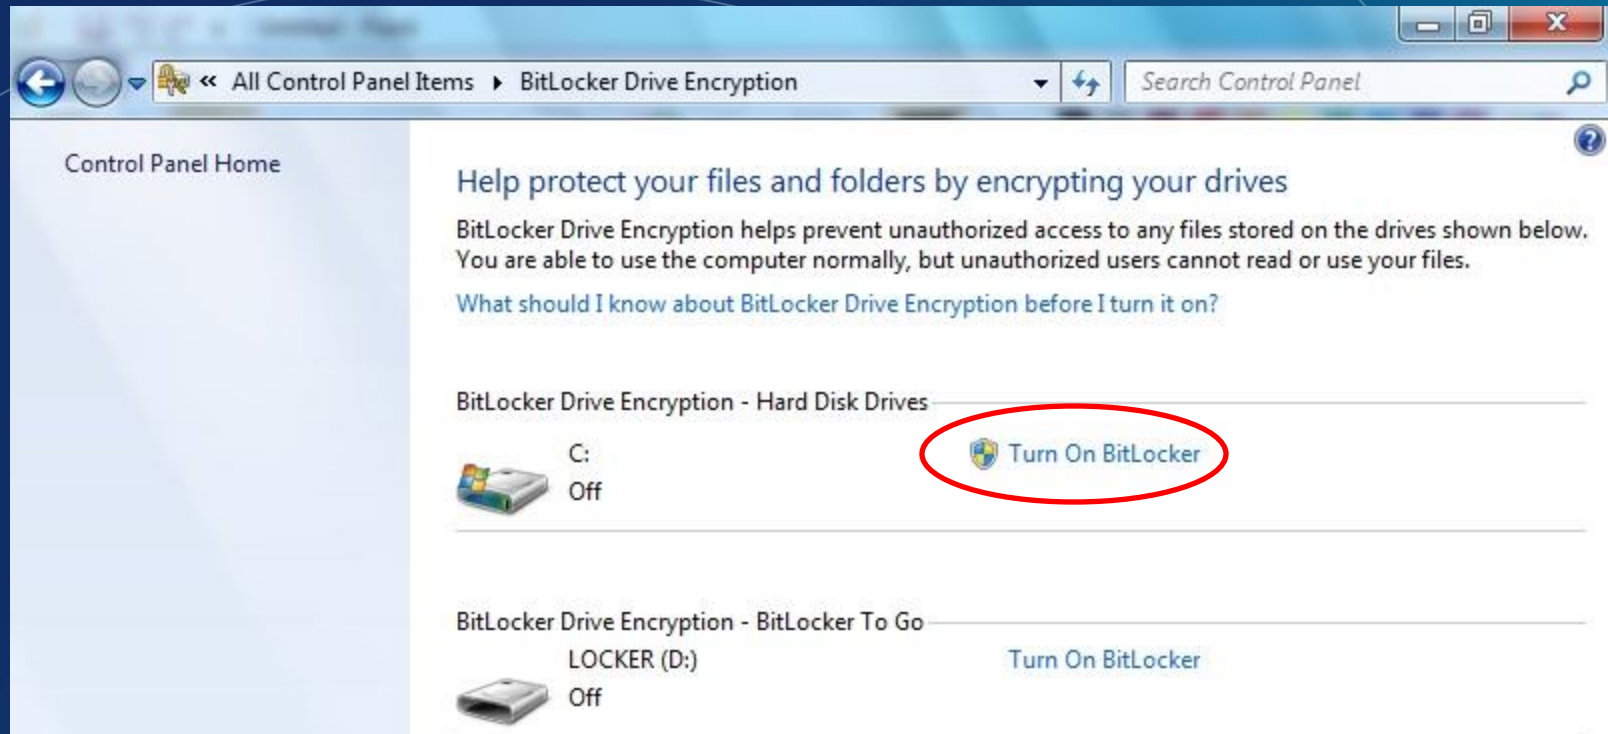 « All Control Panel Items ▸ BitLocker Drive Encryption
Search Control Panel
Control Panel Home
Help protect your files and folders by encrypting your drives
BitLocker Drive Encryption helps prevent unauthorized access to any files stored on the drives shown below.
You are able to use the computer normally, but unauthorized users cannot read or use your files.
What should I know about BitLocker Drive Encryption before I turn it on?
BitLocker Drive Encryption - Hard Disk Drives
C:
Turn On BitLocker
Off
BitLocker Drive Encryption - BitLocker To Go
LOCKER (D:)
Turn On BitLocker
Off